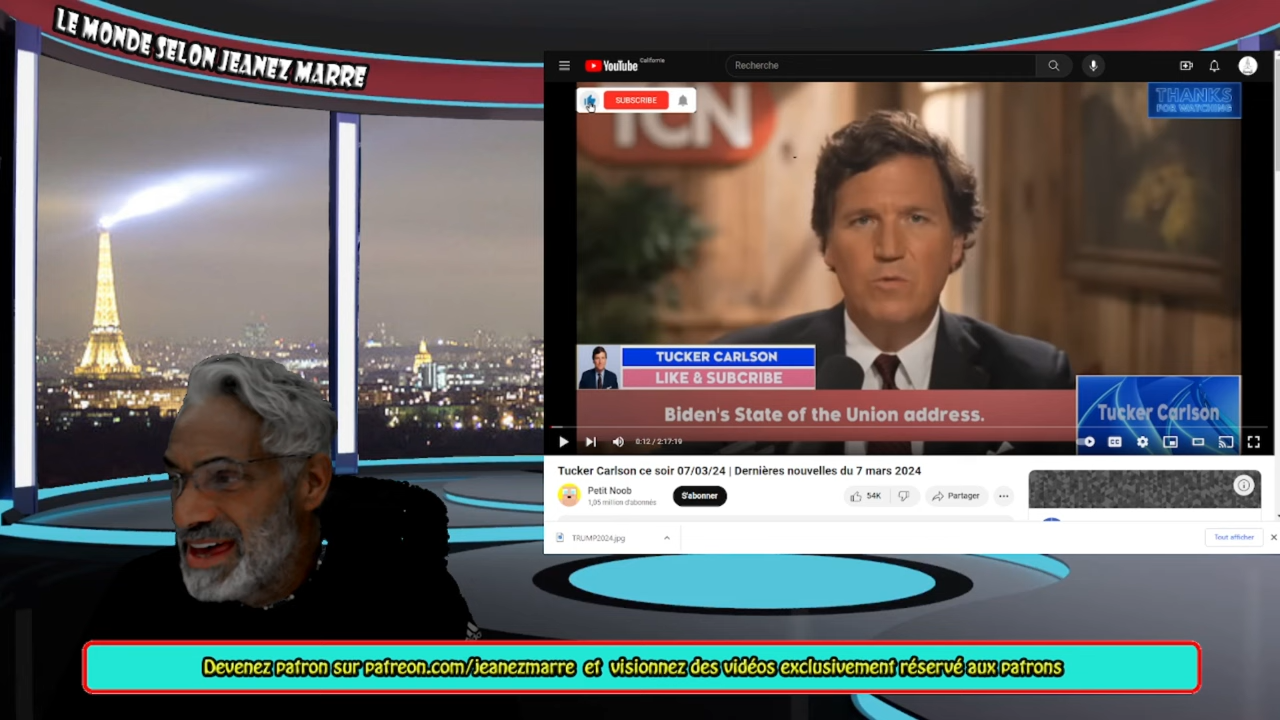 LE MONDE SELON JEANEZ MARRE
YouTube
California
Recherche
SUBSCRIBE
TCN
THANKS
FOR WATCHING
TUCKER CARLSON
LIKE & SUBCRIBE
Biden's State of the Union address.
Tucker Carlson
0:12 / 2:17:19
CC
Tucker Carlson ce soir 07/03/24 | Dernières nouvelles du 7 mars 2024
Petit Noob
1,05 million d'abonnés
S'abonner
54K
Partager
TRUMP2024.jpg
Tout afficher
Devenez patron sur patreon.com/jeanezmarre et visionnez des vidéos exclusivement réservé aux patrons